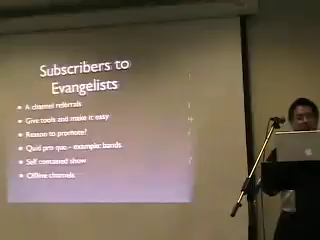 Subscribers to
Evangelists
A channel referrals
Give tools and make it easy
Reason to promote?
Quid pro quo - example: bands
Self contained show
Offline channels